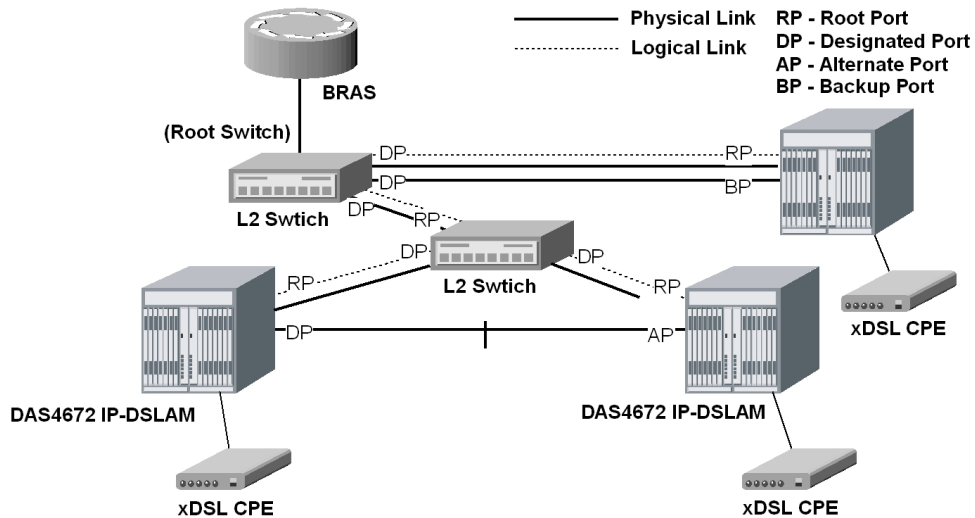 Physical Link
Logical Link
RP - Root Port
DP - Designated Port
AP - Alternate Port
BP - Backup Port
BRAS
(Root Switch)
DP
RP
DP
BP
L2 Swtich
DP
RP
DP
DP
L2 Swtich
RP
RP
DP
AP
xDSL CPE
DAS4672 IP-DSLAM
DAS4672 IP-DSLAM
xDSL CPE
xDSL CPE